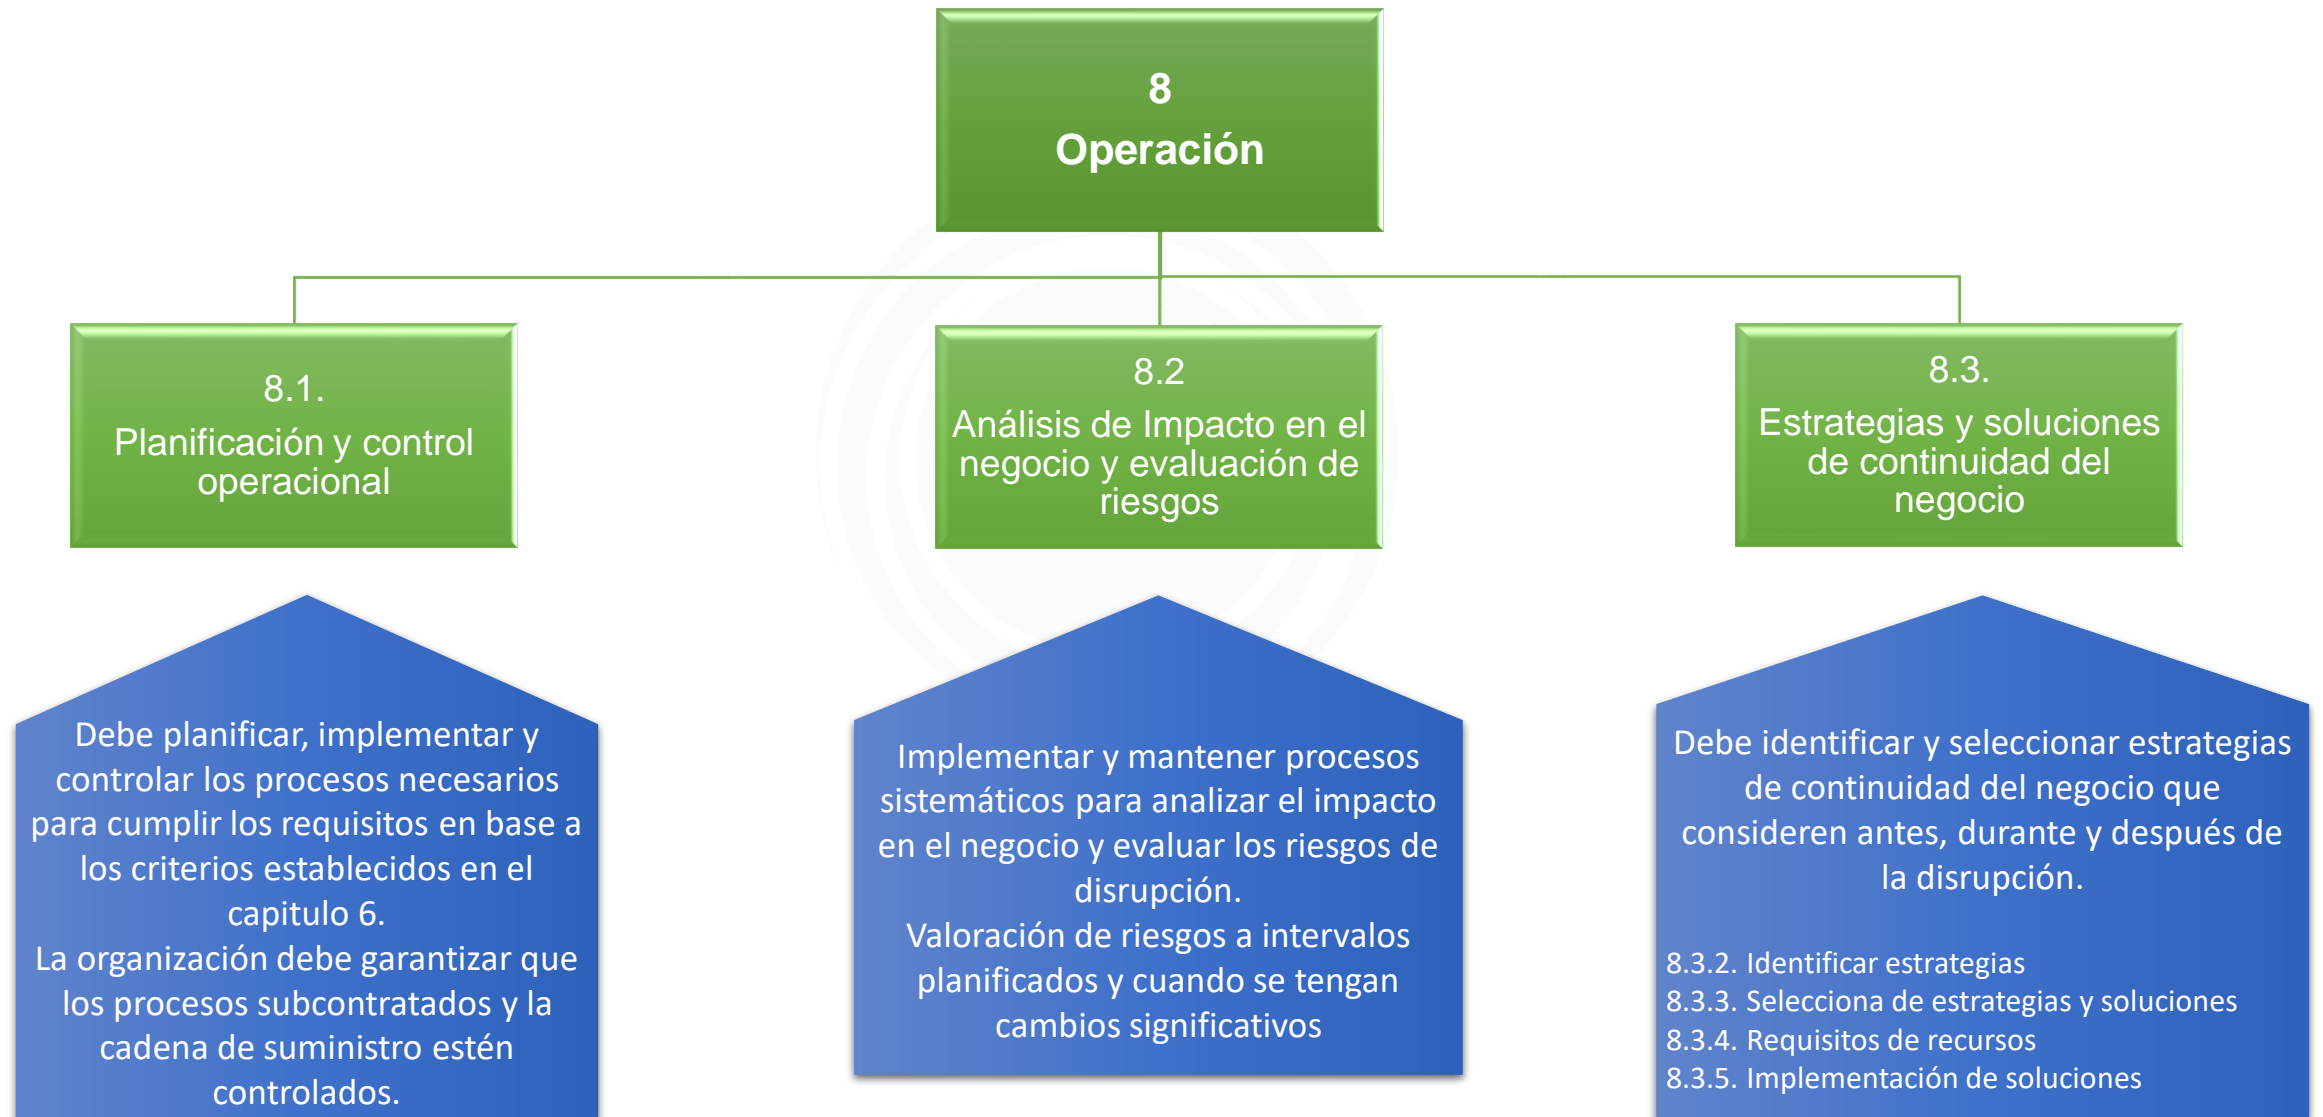 8
Operación
8.1.
Planificación y control
operacional
8.2
Análisis de Impacto en el
negocio y evaluación de
riesgos
8.3.
Estrategias y soluciones
de continuidad del
negocio
Debe planificar, implementar y
controlar los procesos necesarios
para cumplir los requisitos en base a
los criterios establecidos en el
capitulo 6.
La organización debe garantizar que
los procesos subcontratados y la
cadena de suministro estén
controlados.
Implementar y mantener procesos
sistemáticos para analizar el impacto
en el negocio y evaluar los riesgos de
disrupción.
Valoración de riesgos a intervalos
planificados y cuando se tengan
cambios significativos
Debe identificar y seleccionar estrategias
de continuidad del negocio que
consideren antes, durante y después de
la disrupción.
8.3.2. Identificar estrategias
8.3.3. Selecciona de estrategias y soluciones
8.3.4. Requisitos de recursos
8.3.5. Implementación de soluciones